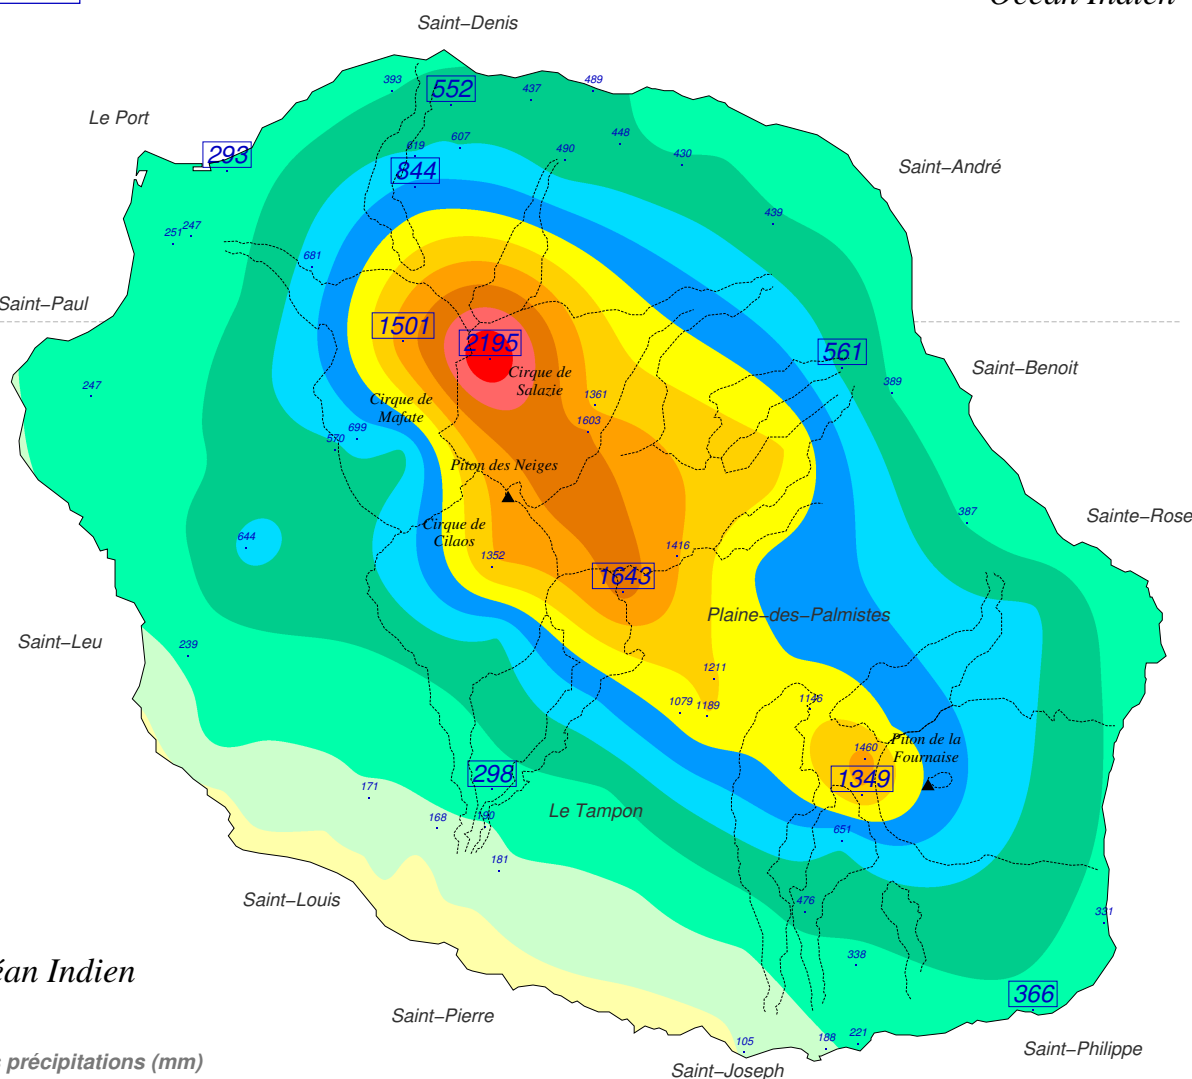 Océan Indien
Saint-Denis
393
552
437
489
Le Port
448
607
619
490
430
293
844
Saint-André
439
251
247
681
Saint-Paul
1501
2195
561
Saint-Benoit
Cirque de
Salazie
247
389
1361
Cirque de
Mafate
1603
699
570
Piton des Neiges
387
Sainte-Rose
Cirque de
Cilaos
644
1352
1416
1643
Plaine-des-Palmistes
Saint-Leu
239
1211
1079
1189
1146
1460
Piton de la
Fournaise
298
1349
171
Le Tampon
168
190
651
181
Saint-Louis
476
331
338
éan Indien
366
Saint-Pierre
221
188
105
Saint-Philippe
s précipitations (mm)
Saint-Joseph